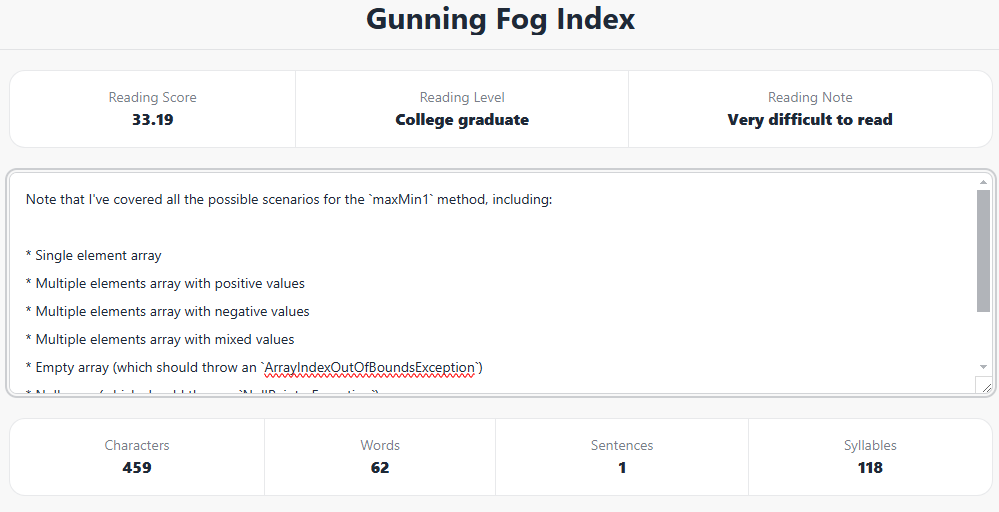 Gunning Fog Index
Reading Score
33.19
Reading Level
College graduate
Reading Note
Very difficult to read
Note that I've covered all the possible scenarios for the `maxMin1` method, including:
* Single element array
* Multiple elements array with positive values
* Multiple elements array with negative values
* Multiple elements array with mixed values
* Empty array (which should throw an `ArrayIndexOutOfBoundsException`)
Characters
459
Words
62
Sentences
1
Syllables
118